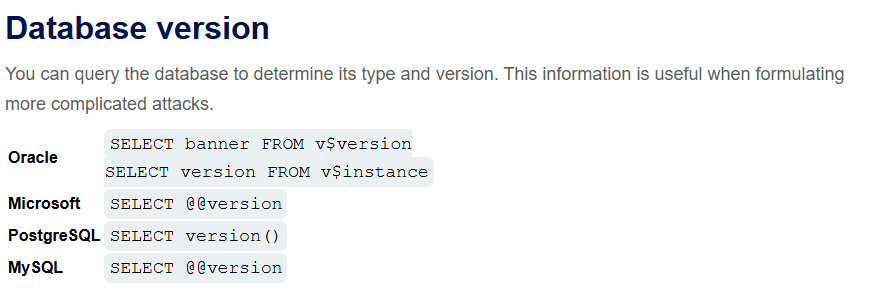 Database version
You can query the database to determine its type and version. This information is useful when formulating
more complicated attacks.
Oracle
SELECT banner FROM v$version
SELECT version FROM v$instance
Microsoft SELECT @@version
PostgreSQL SELECT version()
MySQL SELECT @@version